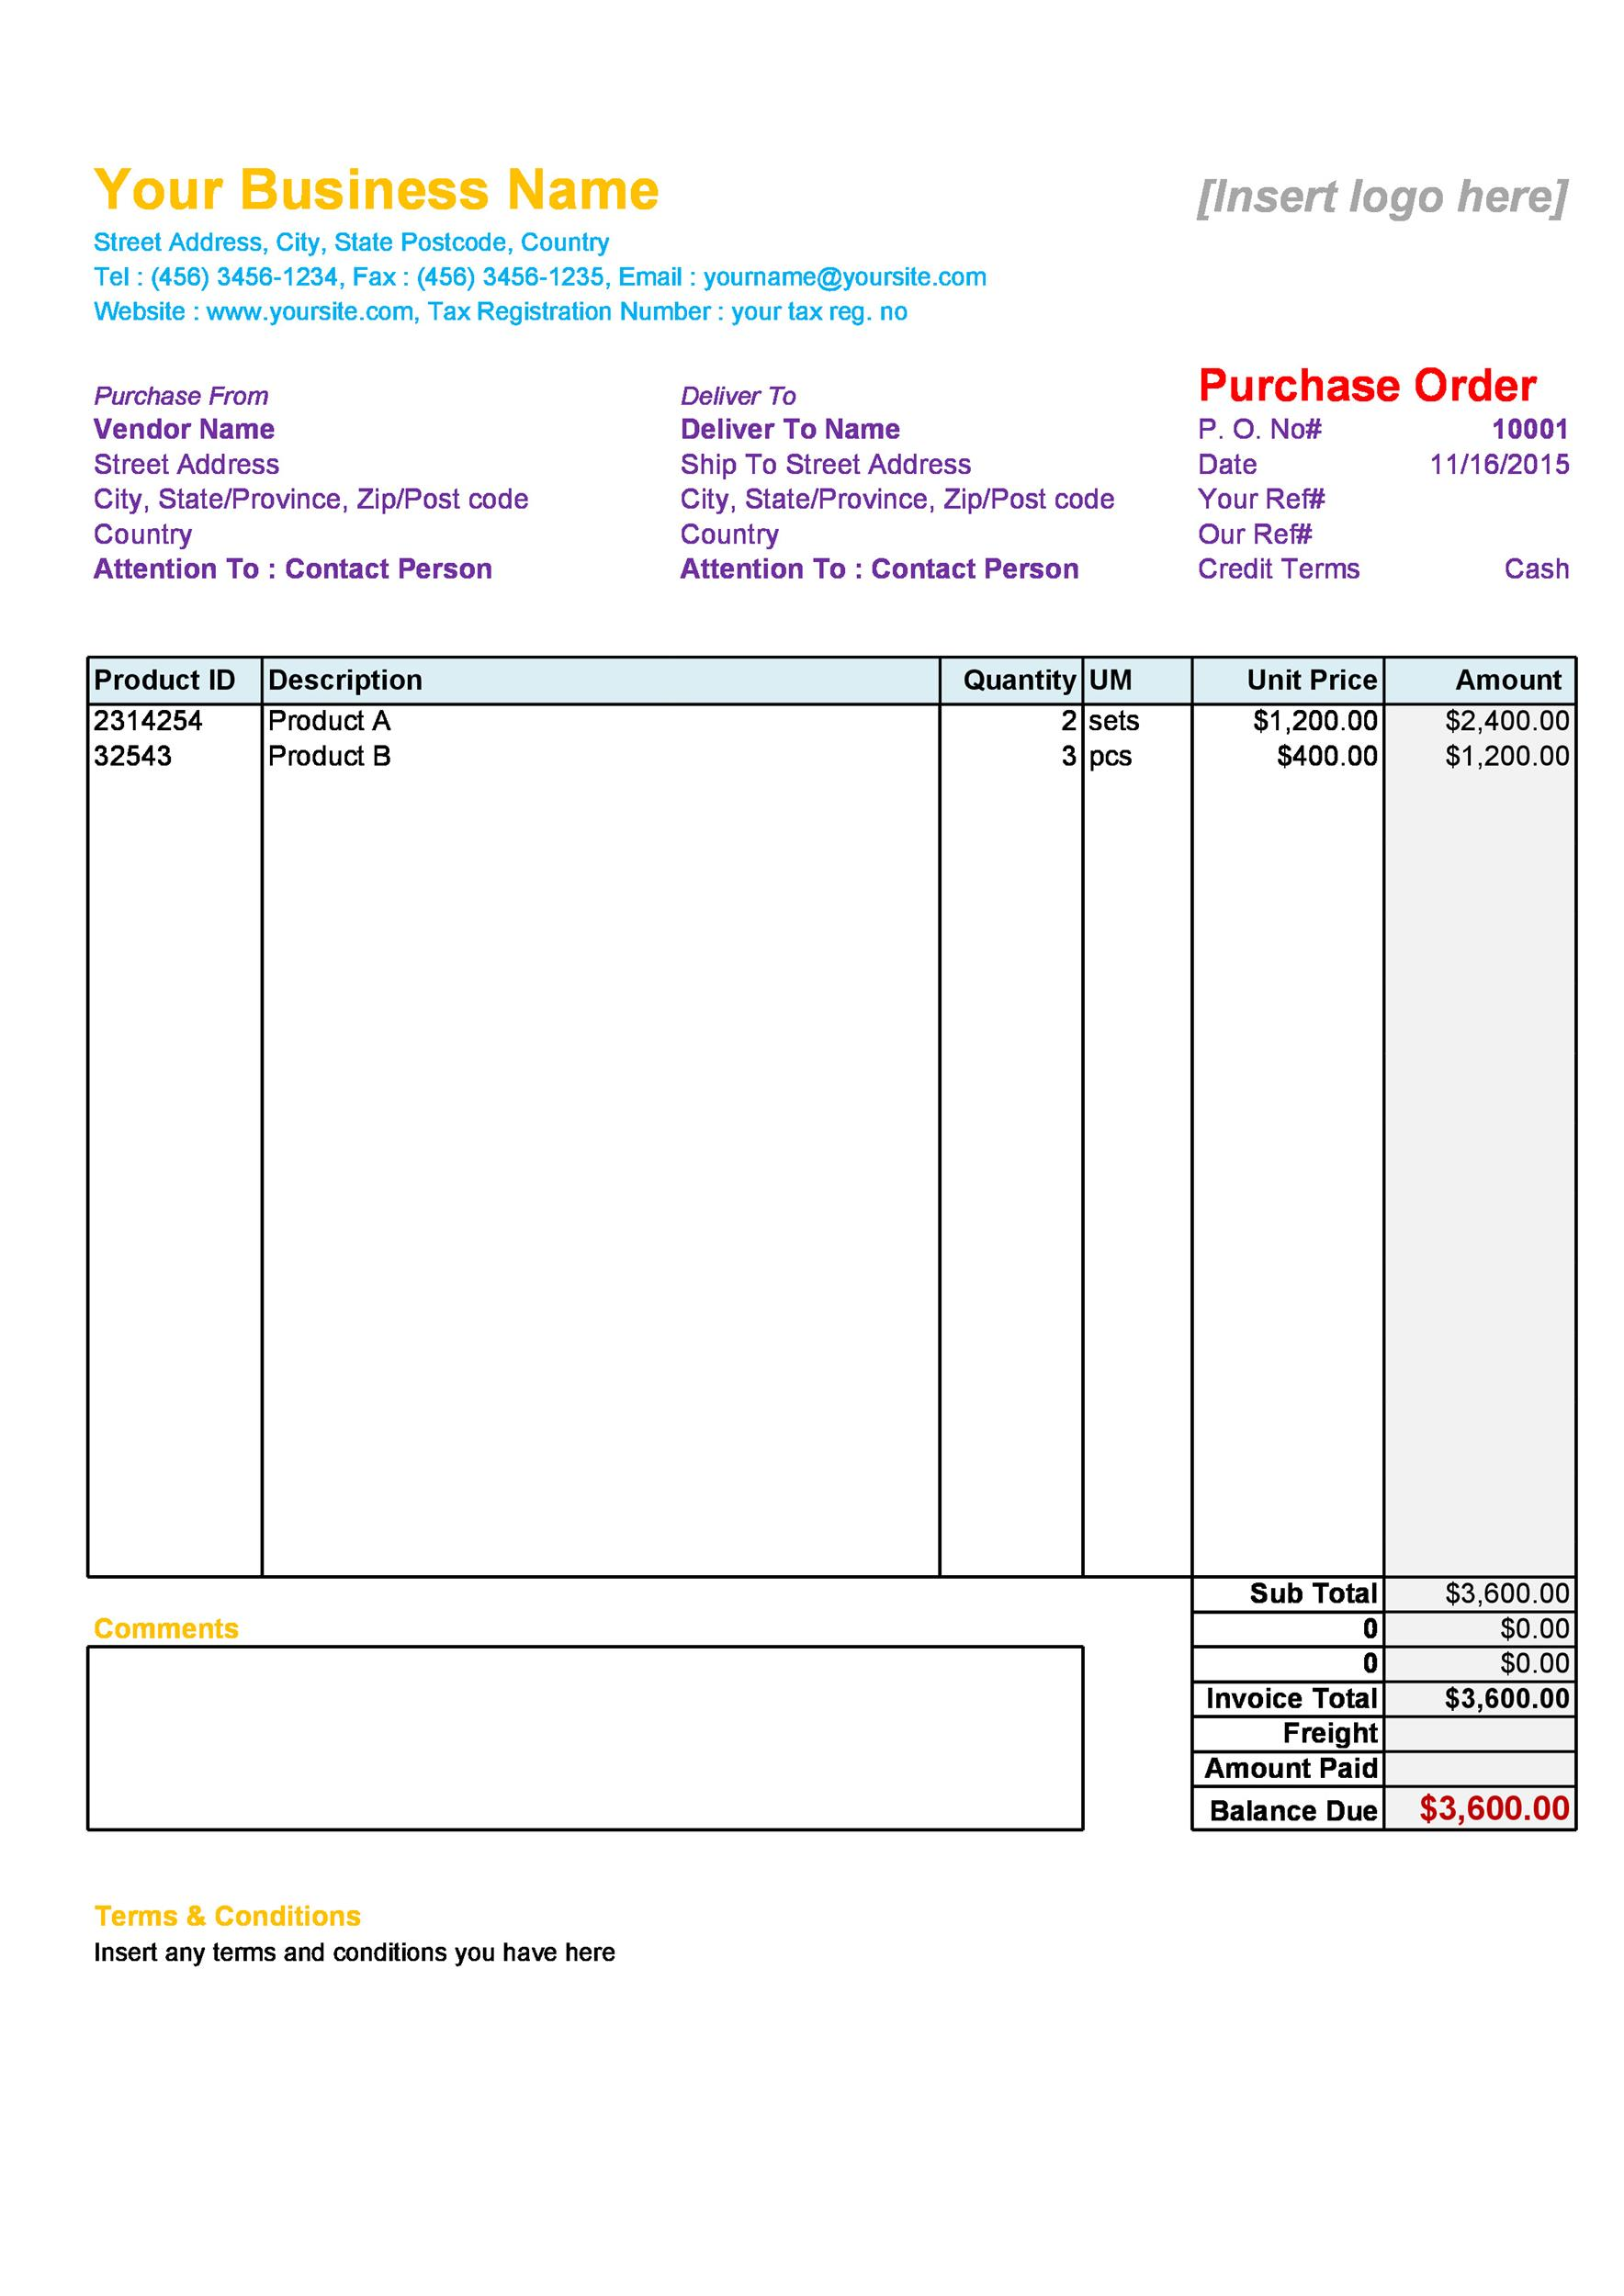 Your Business Name
[Insert logo here]
Street Address, City, State Postcode, Country
Tel : (456) 3456-1234, Fax : (456) 3456-1235, Email : yourname@yoursite.com
Website : www.yoursite.com, Tax Registration Number : your tax reg. no
Purchase From
Vendor Name
Street Address
City, State/Province, Zip/Post code
Country
Attention To : Contact Person
Deliver To
Deliver To Name
Ship To Street Address
City, State/Province, Zip/Post code
Country
Attention To : Contact Person
Purchase Order
P. O. No# 10001
Date 11/16/2015
Your Ref#
Our Ref#
Credit Terms Cash
Product ID Description Quantity UM Unit Price Amount
2314254 Product A 2 sets $1,200.00 $2,400.00
32543 Product B 3 pcs $400.00 $1,200.00
Sub Total $3,600.00
0 $0.00
0 $0.00
Invoice Total $3,600.00
Freight
Amount Paid
Balance Due $3,600.00
Comments
Terms & Conditions
Insert any terms and conditions you have here